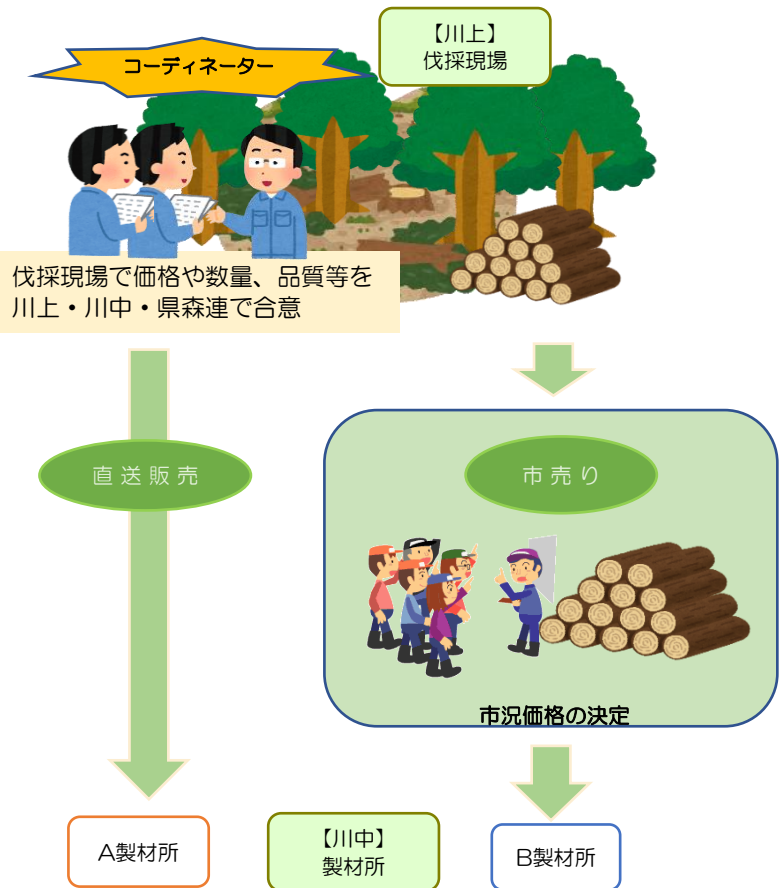 【川上】
伐採現場
コーディネーター
伐採現場で価格や数量、品質等を
川上・川中・県森連で合意
直送販売
市売り
市況価格の決定
A製材所
【川中】
製材所
B製材所